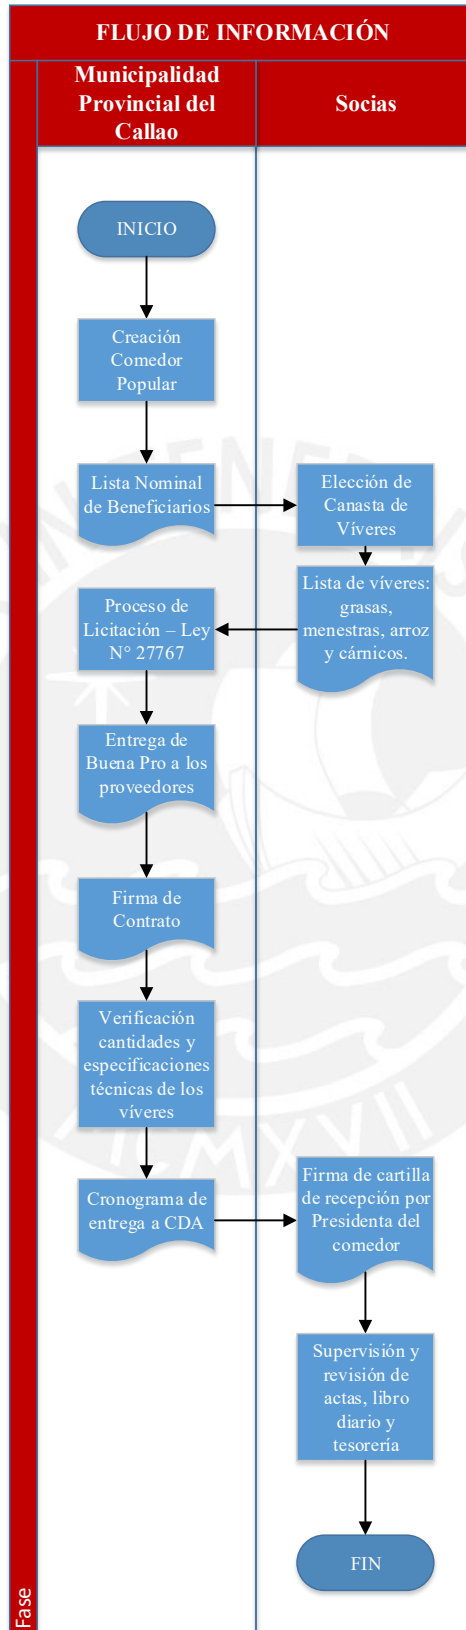 FLUJO DE INFORMACIÓN
Municipalidad
Provincial del
Callao
Socias
INICIO
Creación
Comedor
Popular
Lista Nominal
de Beneficiarios
Elección de
Canasta de
Víveres
Lista de víveres:
grasas,
menestras, arroz
y cárnicos.
Proceso de
Licitación – Ley
N° 27767
Entrega de
Buena Pro a los
proveedores
Firma de
Contrato
Verificación
cantidades y
especificaciones
técnicas de los
víveres
Cronograma de
entrega a CDA
Firma de cartilla
de recepción por
Presidenta del
comedor
Supervisión y
revisión de
actas, libro
diario y
tesorería
FIN
Fase
MCMXVII